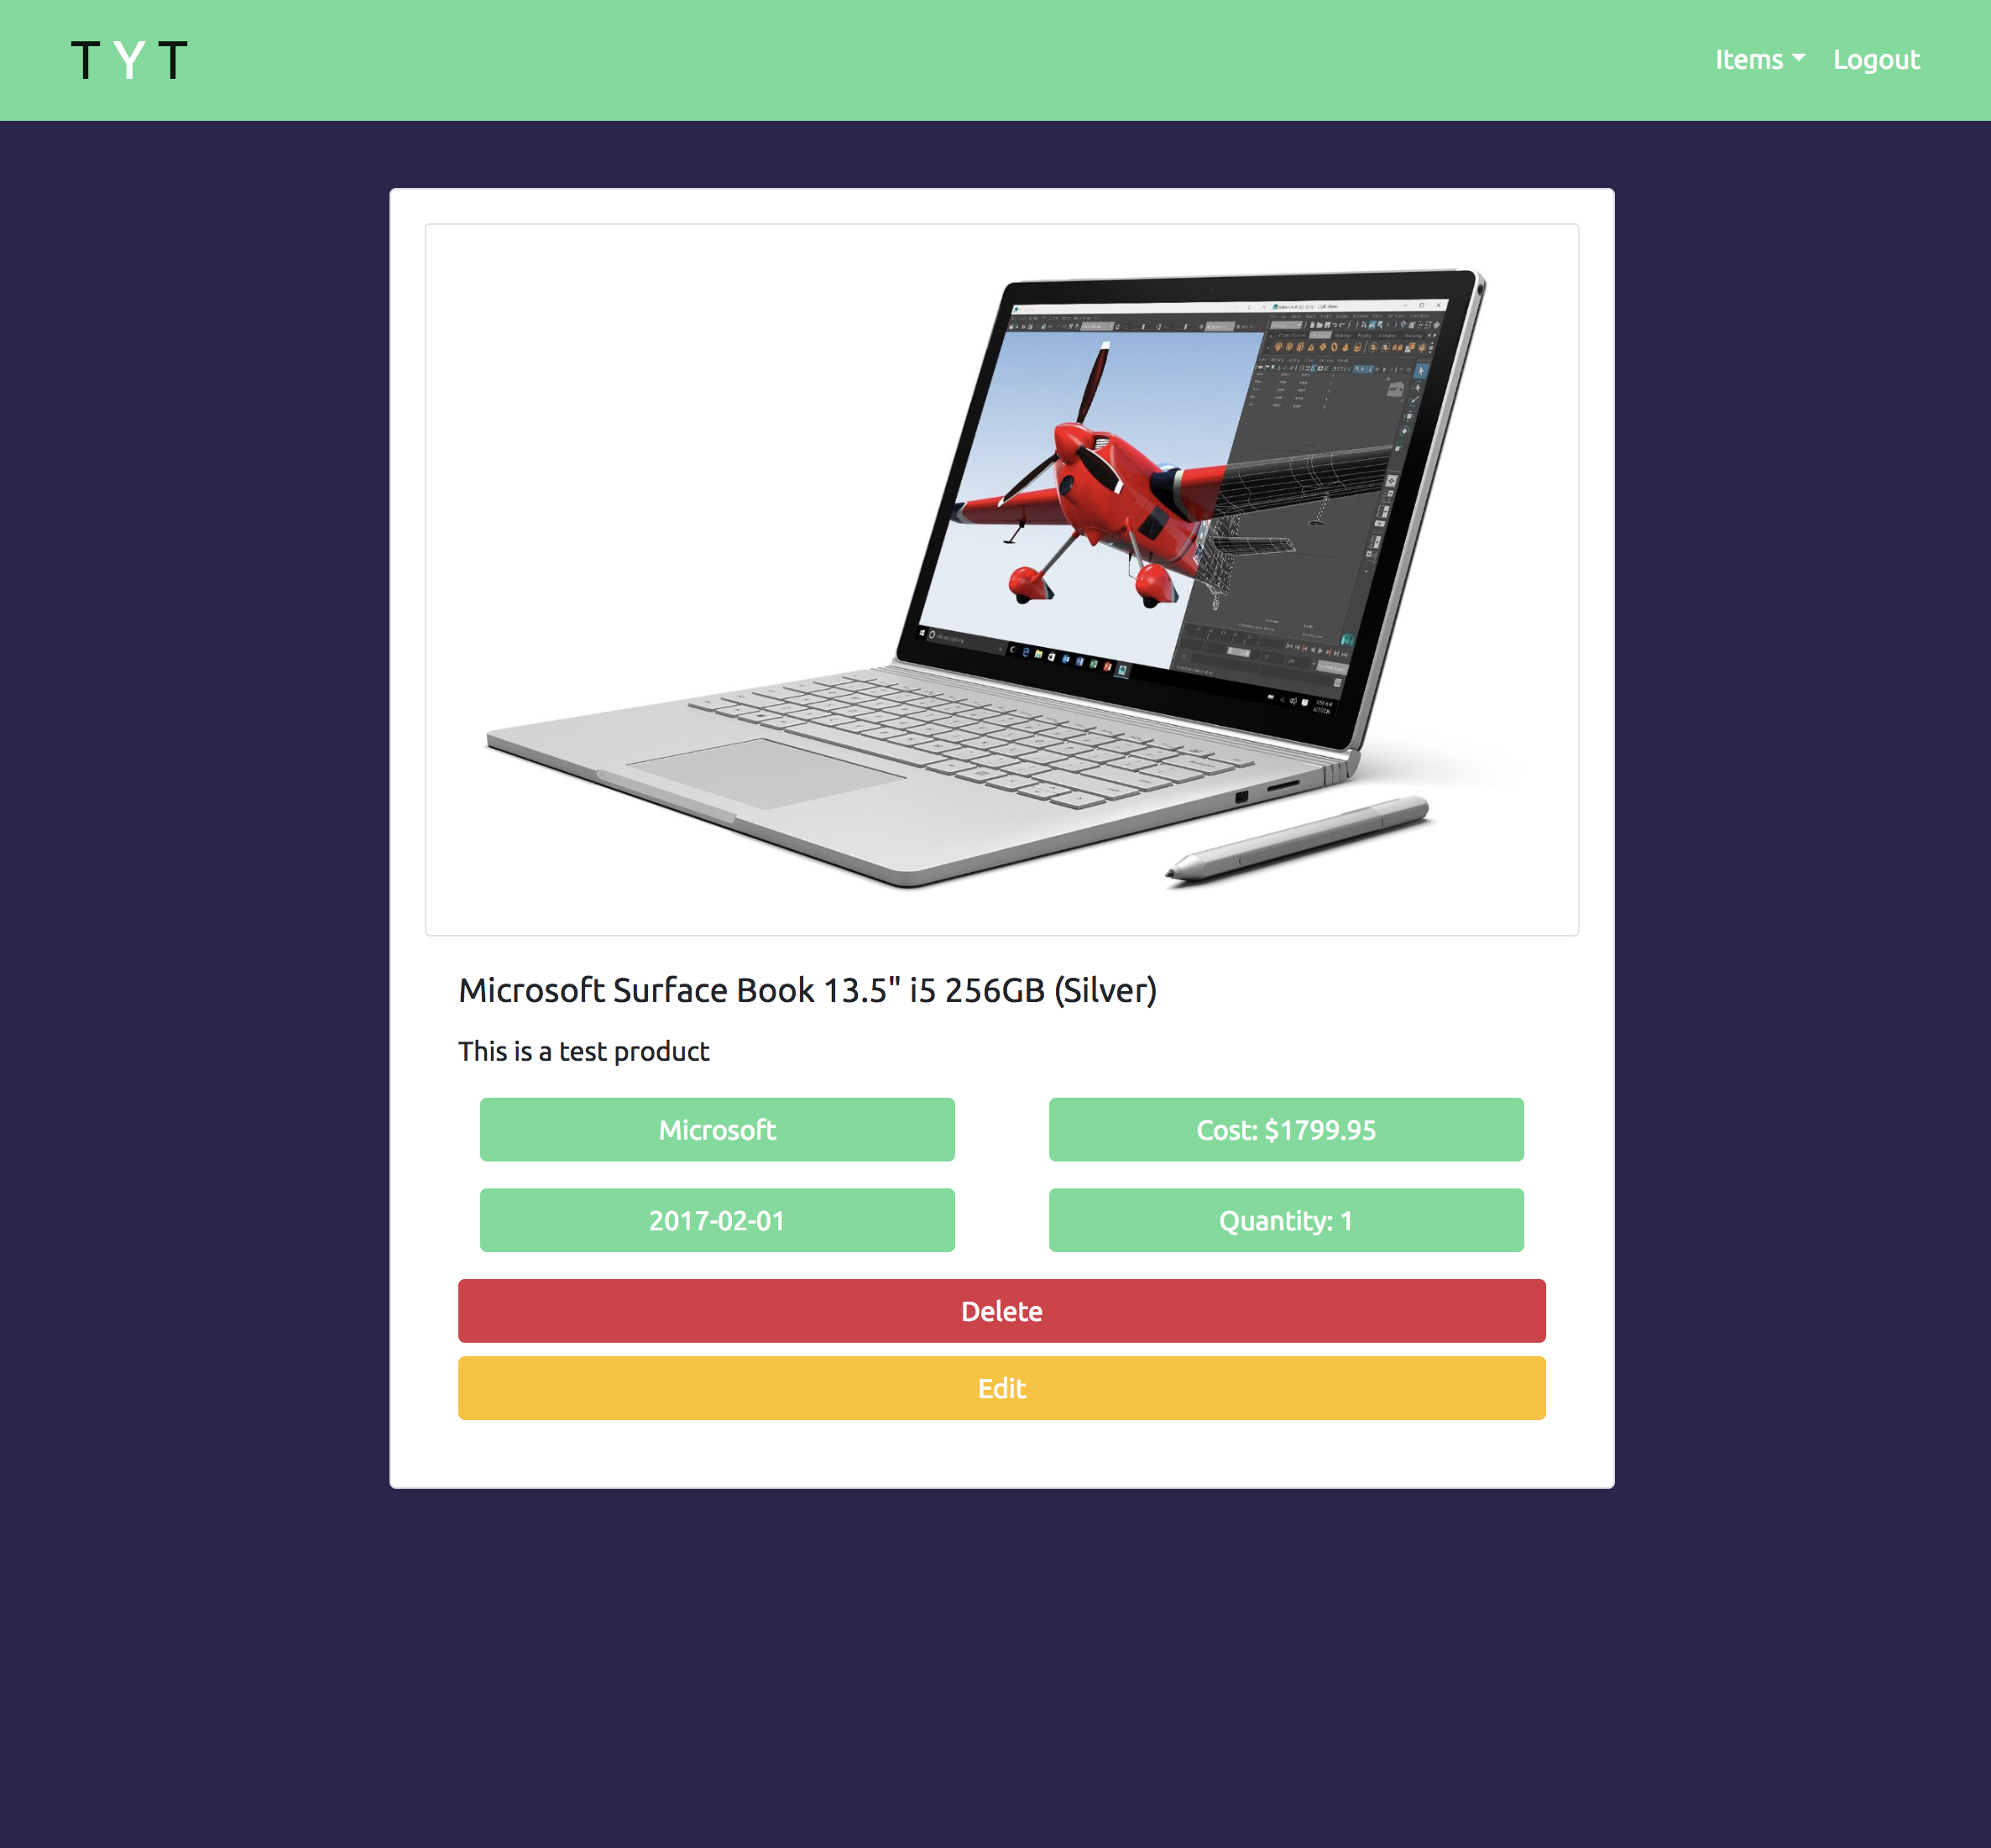 T Y T
Items
Logout
Microsoft Surface Book 13.5" i5 256GB (Silver)
This is a test product
Microsoft
Cost: $1799.95
2017-02-01
Quantity: 1
Delete
Edit